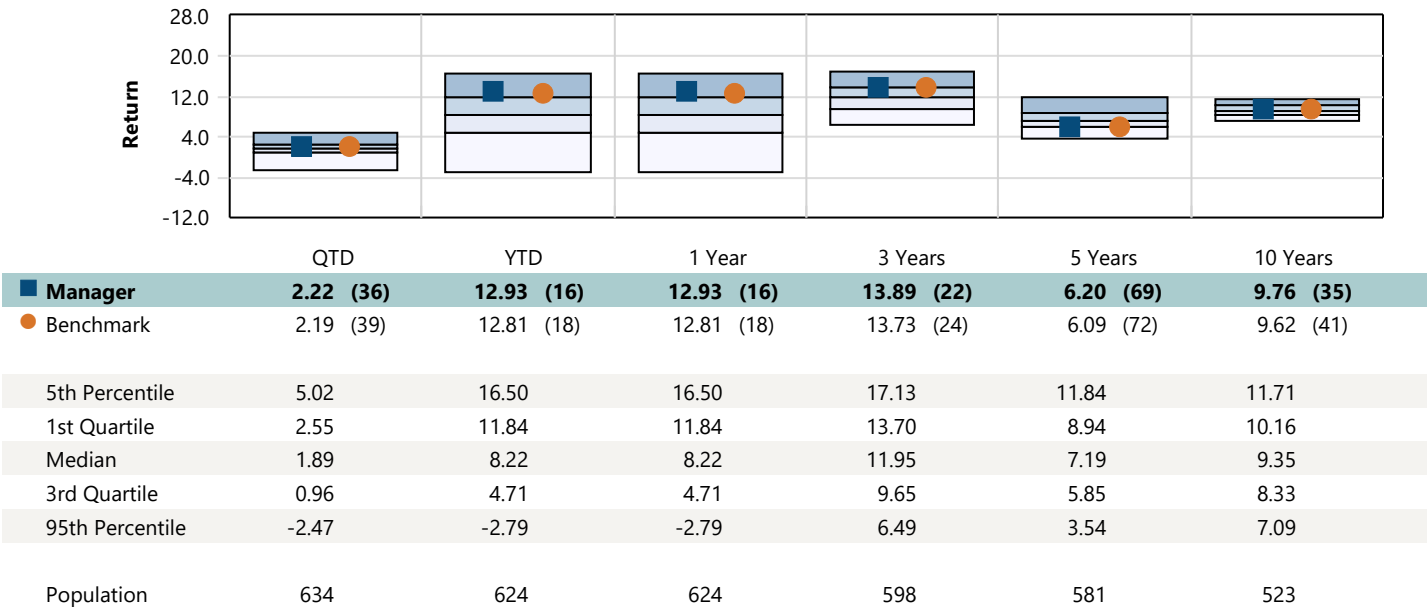 28.0
20.0
12.0
4.0
-4.0
-12.0
Return
QTD YTD 1 Year 3 Years 5 Years 10 Years
Manager 2.22 (36) 12.93 (16) 12.93 (16) 13.89 (22) 6.20 (69) 9.76 (35)
Benchmark 2.19 (39) 12.81 (18) 12.81 (18) 13.73 (24) 6.09 (72) 9.62 (41)
5th Percentile 5.02 16.50 16.50 17.13 11.84 11.71
1st Quartile 2.55 11.84 11.84 13.70 8.94 10.16
Median 1.89 8.22 8.22 11.95 7.19 9.35
3rd Quartile 0.96 4.71 4.71 9.65 5.85 8.33
95th Percentile -2.47 -2.79 -2.79 6.49 3.54 7.09
Population 634 624 624 598 581 523